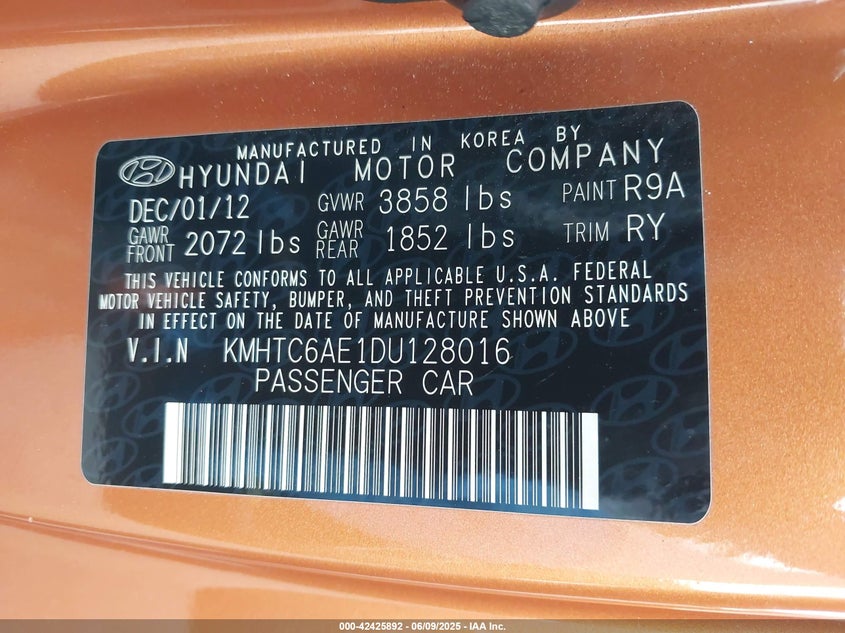 MANUFACTURED IN KOREA BY
HYUNDAI MOTOR COMPANY
DEC/01/12 GVWR 3858 lbs PAINT R9A
GAWR FRONT 2072 lbs GAWR REAR 1852 lbs TRIM RY
THIS VEHICLE CONFORMS TO ALL APPLICABLE U.S.A. FEDERAL
MOTOR VEHICLE SAFETY, BUMPER, AND THEFT PREVENTION STANDARDS
IN EFFECT ON THE DATE OF MANUFACTURE SHOWN ABOVE
V.I.N KMHTC6AE1DU128016
PASSENGER CAR
000-42425892 - 06/09/2025 - IAA Inc.